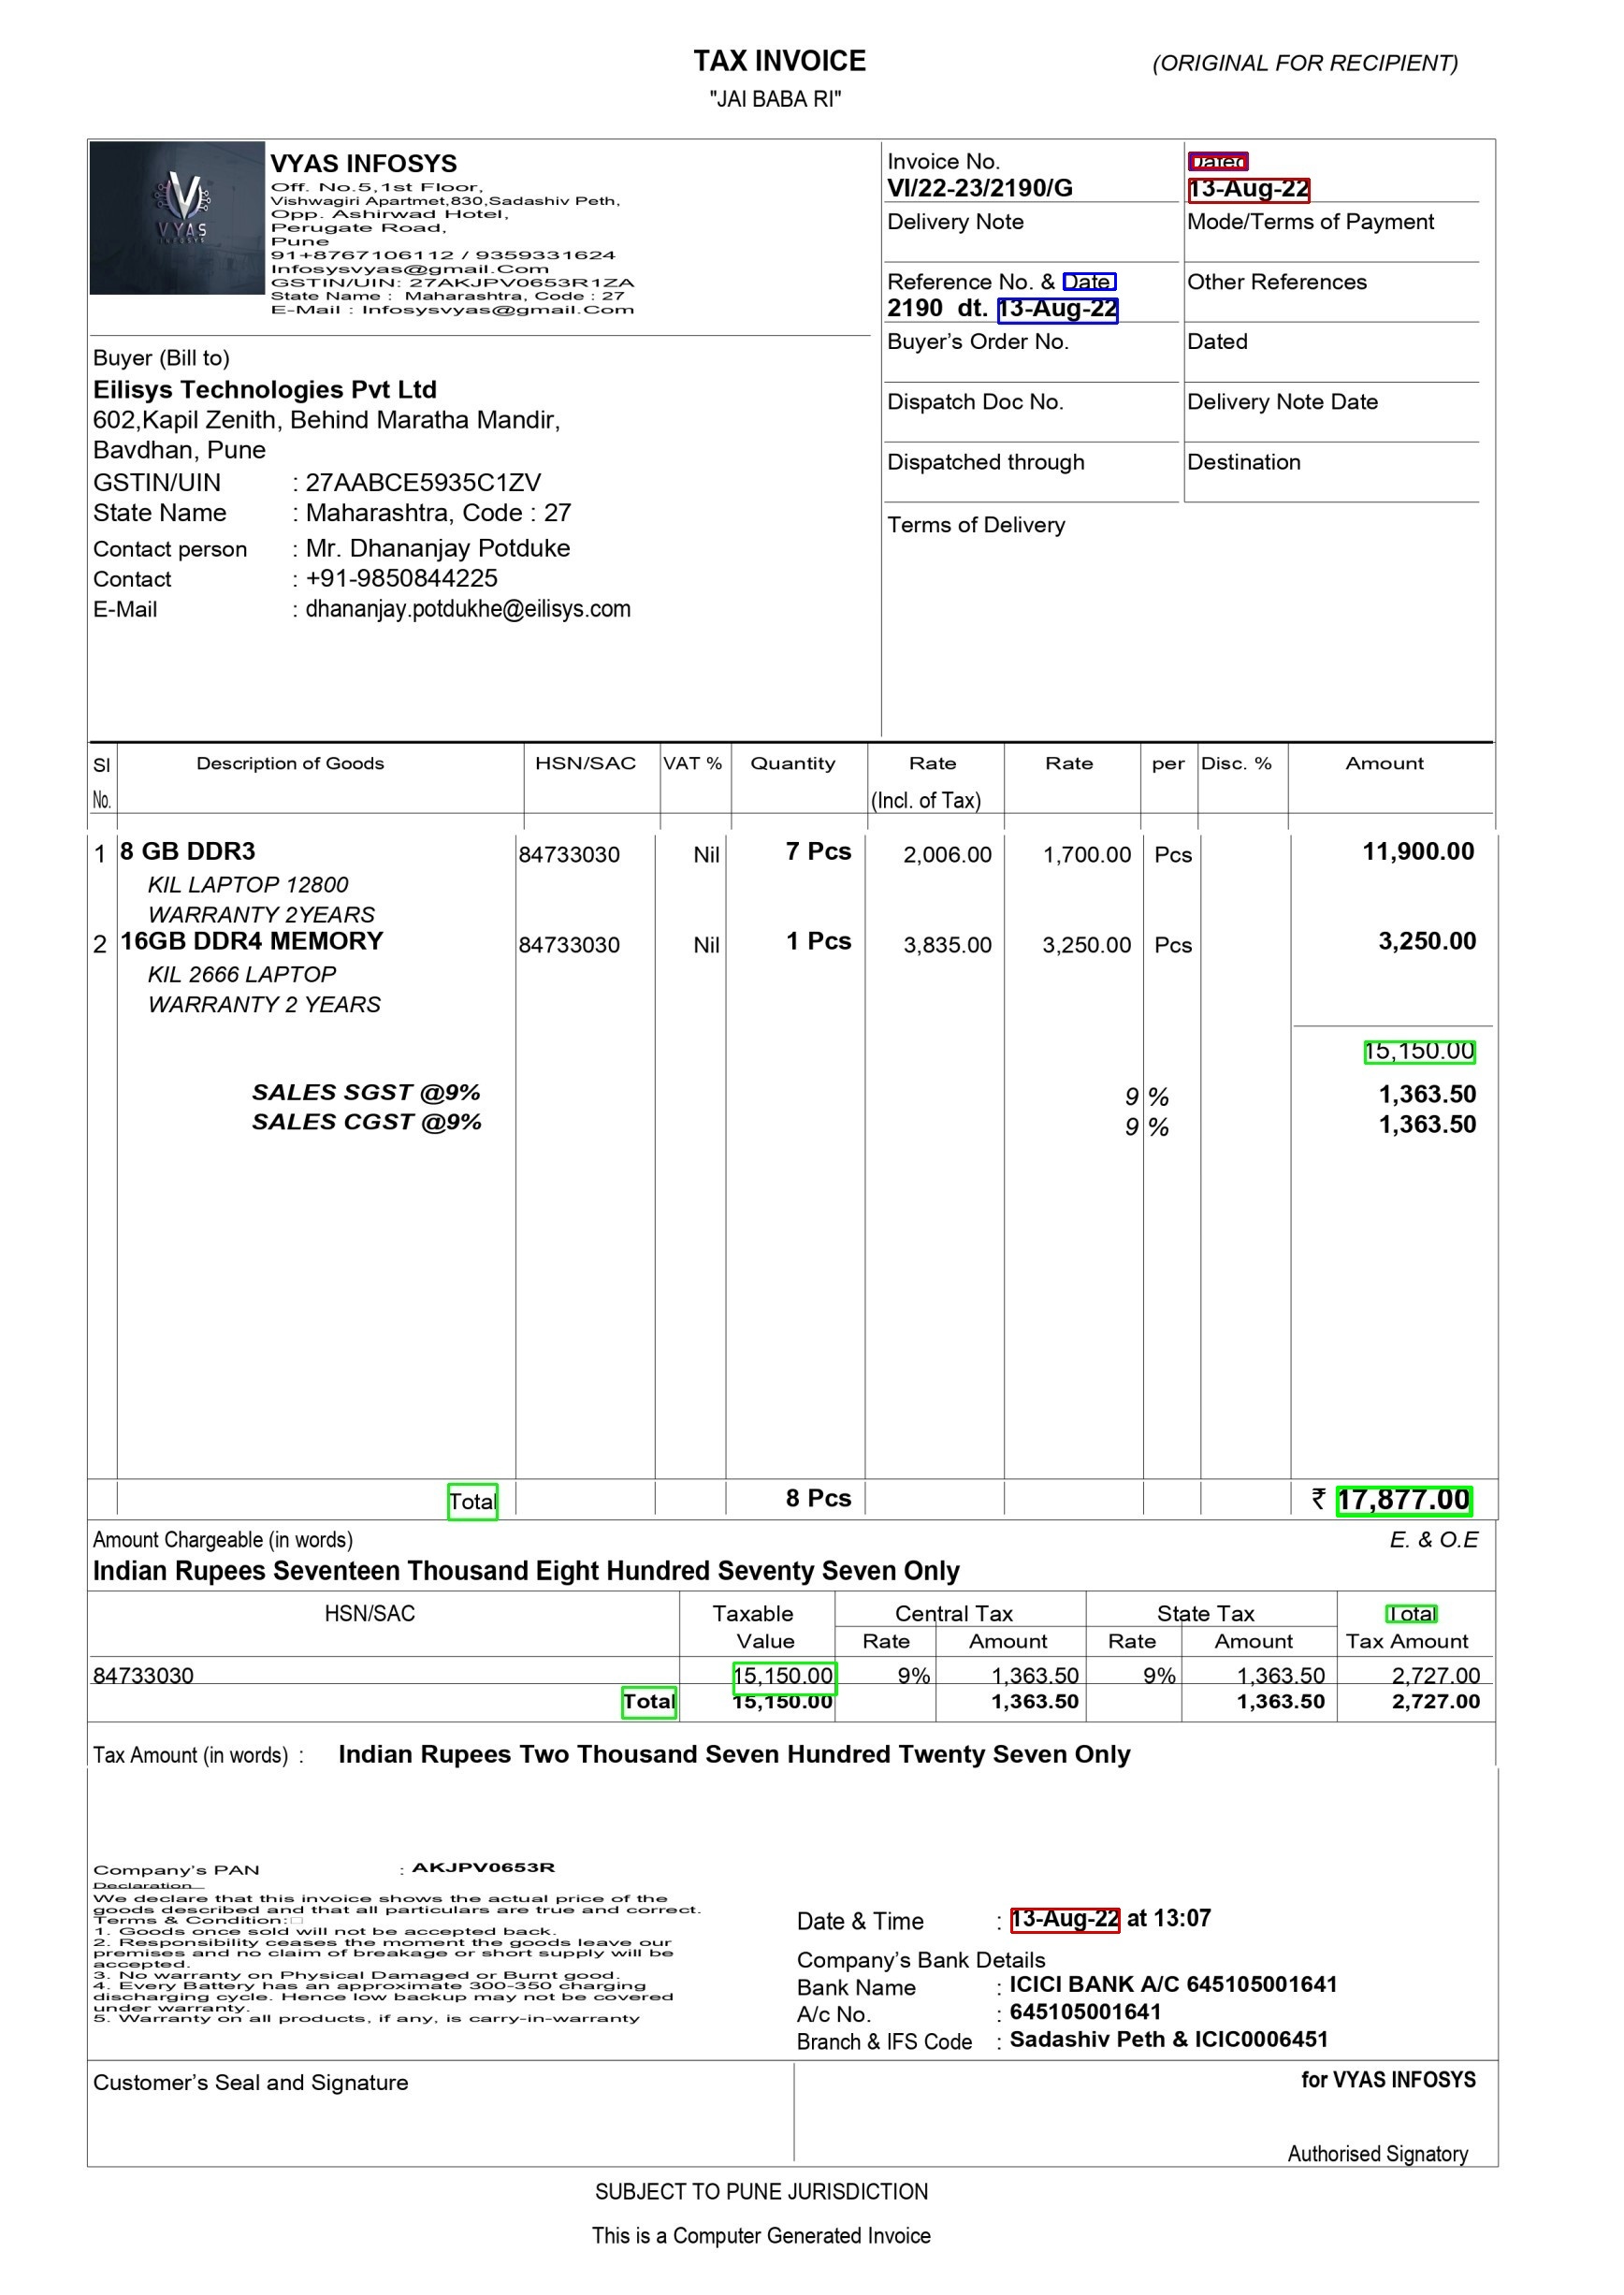 TAX INVOICE
(ORIGINAL FOR RECIPIENT)
"JAI BABA RI"
VYAS
VYAS INFOSYS
Off. No.5,1st Floor,
Vishwagiri Apartmet,830,Sadashiv Peth,
Opp. Ashirwad Hotel,
Perugate Road,
Pune
91+8767106112 / 9359331624
Infosysvyas@gmail.Com
GSTIN/UIN: 27AKJPV0653R1ZA
State Name : Maharashtra, Code : 27
E-Mail : Infosysvyas@gmail.Com
Invoice No.
VI/22-23/2190/G
Dated
13-Aug-22
Delivery Note
Mode/Terms of Payment
Reference No. & Date.
2190 dt. 13-Aug-22
Other References
Buyer's Order No.
Dated
Dispatch Doc No.
Delivery Note Date
Dispatched through
Destination
Terms of Delivery
Buyer (Bill to)
Eilisys Technologies Pvt Ltd
602,Kapil Zenith, Behind Maratha Mandir,
Bavdhan, Pune
GSTIN/UIN : 27AABCE5935C1ZV
State Name : Maharashtra, Code : 27
Contact person : Mr. Dhananjay Potduke
Contact : +91-9850844225
E-Mail : dhananjay.potdukhe@eilisys.com
Sl Description of Goods HSN/SAC VAT % Quantity Rate Rate per Disc. % Amount
No. (Incl. of Tax)
1 8 GB DDR3 84733030 Nil 7 Pcs 2,006.00 1,700.00 Pcs 11,900.00
KIL LAPTOP 12800
WARRANTY 2YEARS
2 16GB DDR4 MEMORY 84733030 Nil 1 Pcs 3,835.00 3,250.00 Pcs 3,250.00
KIL 2666 LAPTOP
WARRANTY 2 YEARS
15,150.00
SALES SGST @9% 9 % 1,363.50
SALES CGST @9% 9 % 1,363.50
Total 8 Pcs ₹ 17,877.00
Amount Chargeable (in words) E. & O.E
Indian Rupees Seventeen Thousand Eight Hundred Seventy Seven Only
HSN/SAC Taxable Central Tax State Tax Total
Value Rate Amount Rate Amount Tax Amount
84733030 15,150.00 9% 1,363.50 9% 1,363.50 2,727.00
Total 15,150.00 1,363.50 1,363.50 2,727.00
Tax Amount (in words) : Indian Rupees Two Thousand Seven Hundred Twenty Seven Only
Company's PAN : AKJPV0653R
Declaration
We declare that this invoice shows the actual price of the
goods described and that all particulars are true and correct.
Terms & Condition:
1. Goods once sold will not be accepted back.
2. Responsibility ceases the moment the goods leave our
premises and no claim of breakage or short supply will be
accepted.
3. No warranty on Physical Damaged or Burnt good.
4. Every Battery has an approximate 300-350 charging
discharging cycle. Hence low backup may not be covered
under warranty.
5. Warranty on all products, if any, is carry-in-warranty
Date & Time : 13-Aug-22 at 13:07
Company's Bank Details
Bank Name : ICICI BANK A/C 645105001641
A/c No. : 645105001641
Branch & IFS Code : Sadashiv Peth & ICIC0006451
Customer's Seal and Signature
for VYAS INFOSYS
Authorised Signatory
SUBJECT TO PUNE JURISDICTION
This is a Computer Generated Invoice